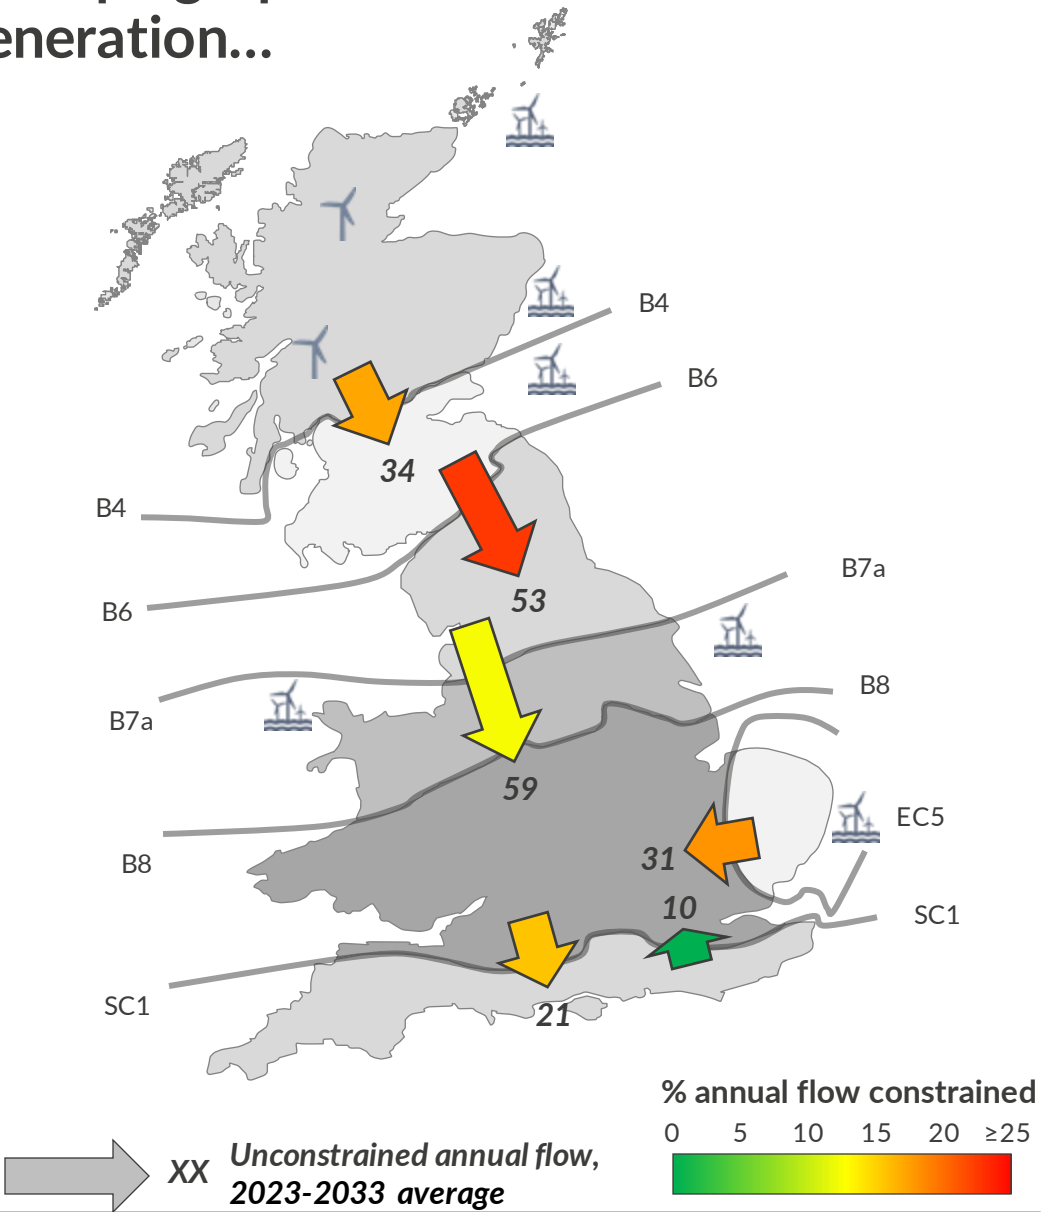 eneration...
B4
B6
34
B4
B7a
53
B6
B8
B7a
59
EC5
31
B8
10
SC1
SC1
21
% annual flow constrained
0 5 10 15 20 ≥25
XX
Unconstrained annual flow,
2023-2033 average